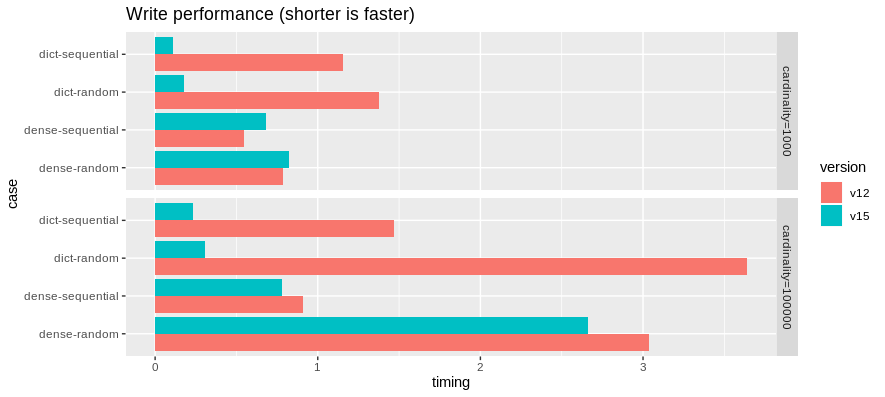 Write performance (shorter is faster)
case
dict-sequential
dict-random
dense-sequential
dense-random
cardinality=1000
dict-sequential
dict-random
dense-sequential
dense-random
cardinality=100000
0
1
2
3
timing
version
v12
v15